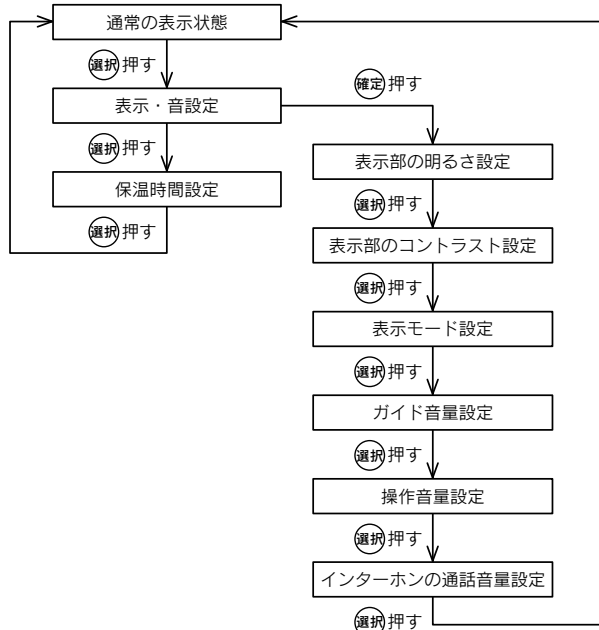 通常の表示状態
選択押す
表示・音設定
確定押す
選択押す
表示部の明るさ設定
保温時間設定
選択押す
選択押す
表示部のコントラスト設定
選択押す
表示モード設定
選択押す
ガイド音量設定
選択押す
操作音量設定
選択押す
インターホンの通話音量設定
選択押す